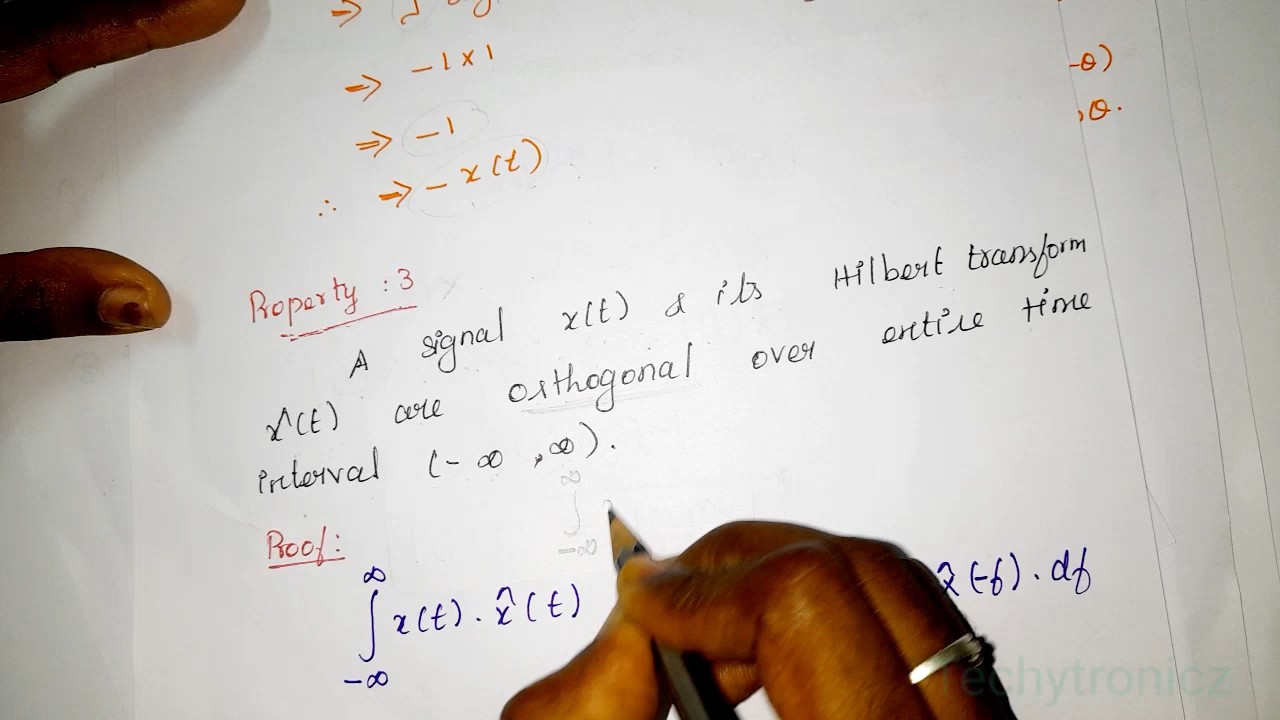 ⇒ -1 x 1
-θ)
⇒ -1
,θ.
∴ ⇒ - x(t)
Property : 3
A signal x(t) & its Hilbert transform
x^(t) are orthogonal over entire time
interval (-∞ , ∞).
∞
∫
-∞
Proof:
∞
∫ x(t) . x̂(t) x̂(-f) . df
-∞
Techytronicz